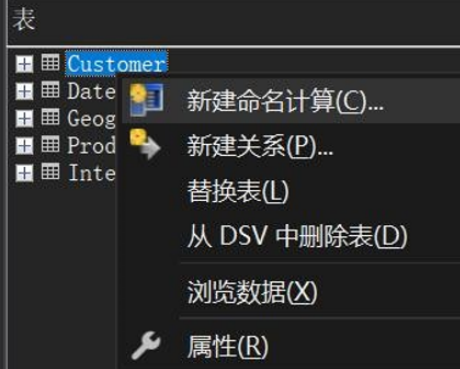 表
Customer
Date
Geog
Prod
Inte
新建命名计算(C)...
新建关系(P)...
替换表(L)
从 DSV 中删除表(D)
浏览数据(X)
属性(R)